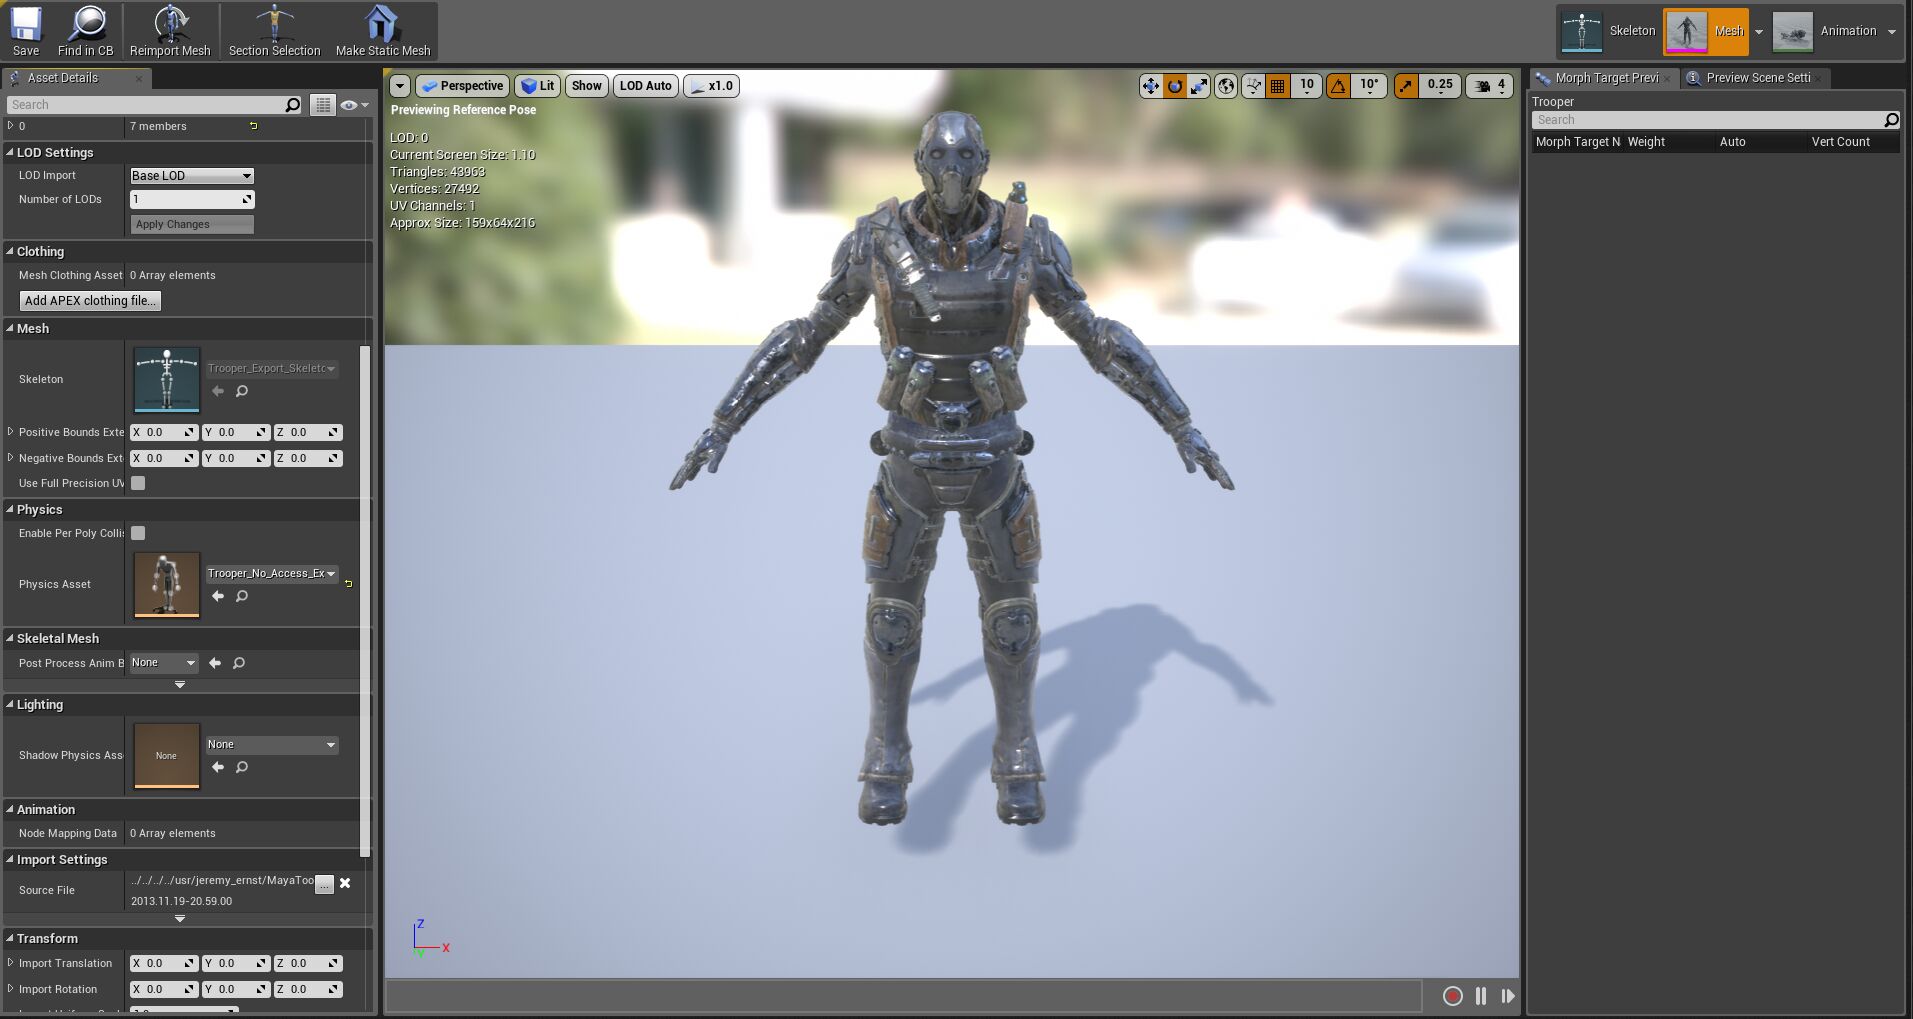 Save
Find in CB
Reimport Mesh
Section Selection
Make Static Mesh
Skeleton
Mesh
Animation
Asset Details
Search
0
7 members
LOD Settings
LOD Import
Base LOD
Number of LODs
1
Apply Changes
Clothing
Mesh Clothing Asset
0 Array elements
Add APEX clothing file...
Mesh
Skeleton
Trooper_Export_Skeletc
Positive Bounds Exte
X 0.0 Y 0.0 Z 0.0
Negative Bounds Ext
X 0.0 Y 0.0 Z 0.0
Use Full Precision UV
Physics
Enable Per Poly Collis
Physics Asset
Trooper_No_Access_Ex
Skeletal Mesh
Post Process Anim B
None
Lighting
Shadow Physics Ass
None
None
Animation
Node Mapping Data
0 Array elements
Import Settings
Source File
../../../../usr/jeremy_ernst/MayaToo
...
2013.11.19-20.59.00
Transform
Import Translation
X 0.0 Y 0.0 Z 0.0
Import Rotation
X 0.0 Y 0.0 Z 0.0
Perspective
Lit
Show
LOD Auto
x1.0
10
10°
0.25
4
Previewing Reference Pose
LOD: 0
Current Screen Size: 1.10
Triangles: 43963
Vertices: 27492
UV Channels: 1
Approx Size: 159x64x216
Z
X
Y
Morph Target Previ
Preview Scene Setti
Trooper
Search
Morph Target N
Weight
Auto
Vert Count